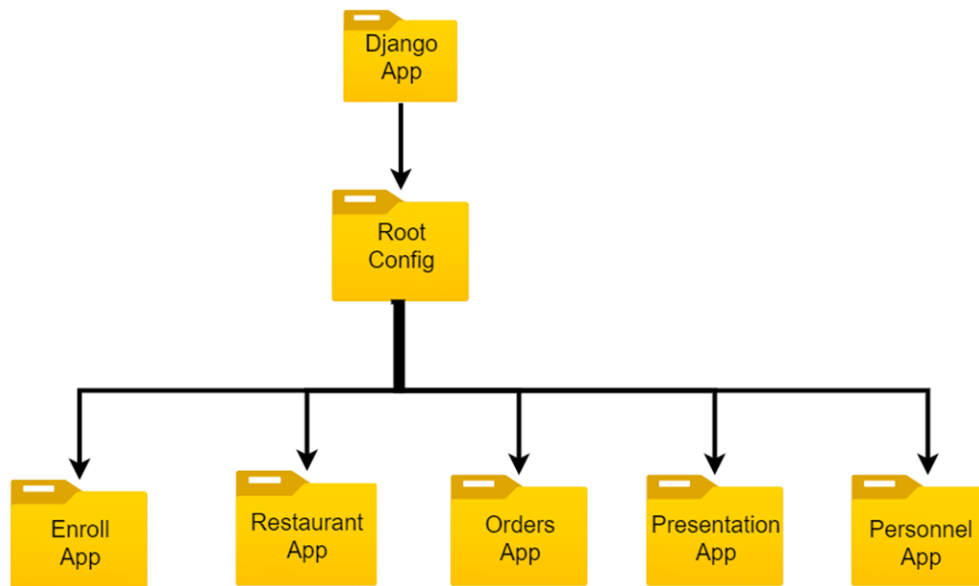 Django
App
Root
Config
Enroll
App
Restaurant
App
Orders
App
Presentation
App
Personnel
App